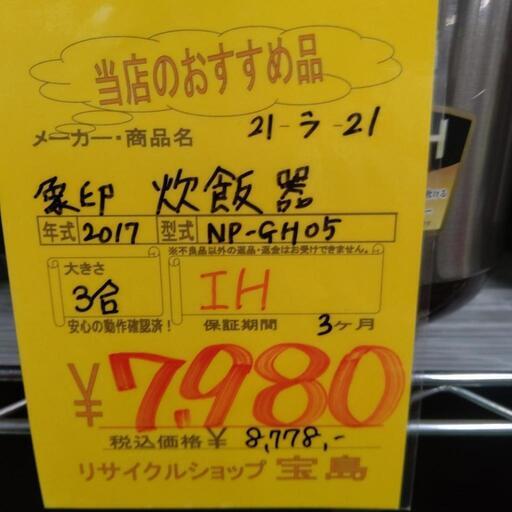 当店のおすすめ品
メーカー・商品名 21-ラ-21
象印 炊飯器
年式 2017 型式 NP-GH05
※不良品以外の返品・返金はお受けできません。
大きさ
3合 IH
安心の動作確認済! 保証期間 3ヶ月
¥7,980
税込価格¥ 8,778,-
リサイクルショップ 宝島